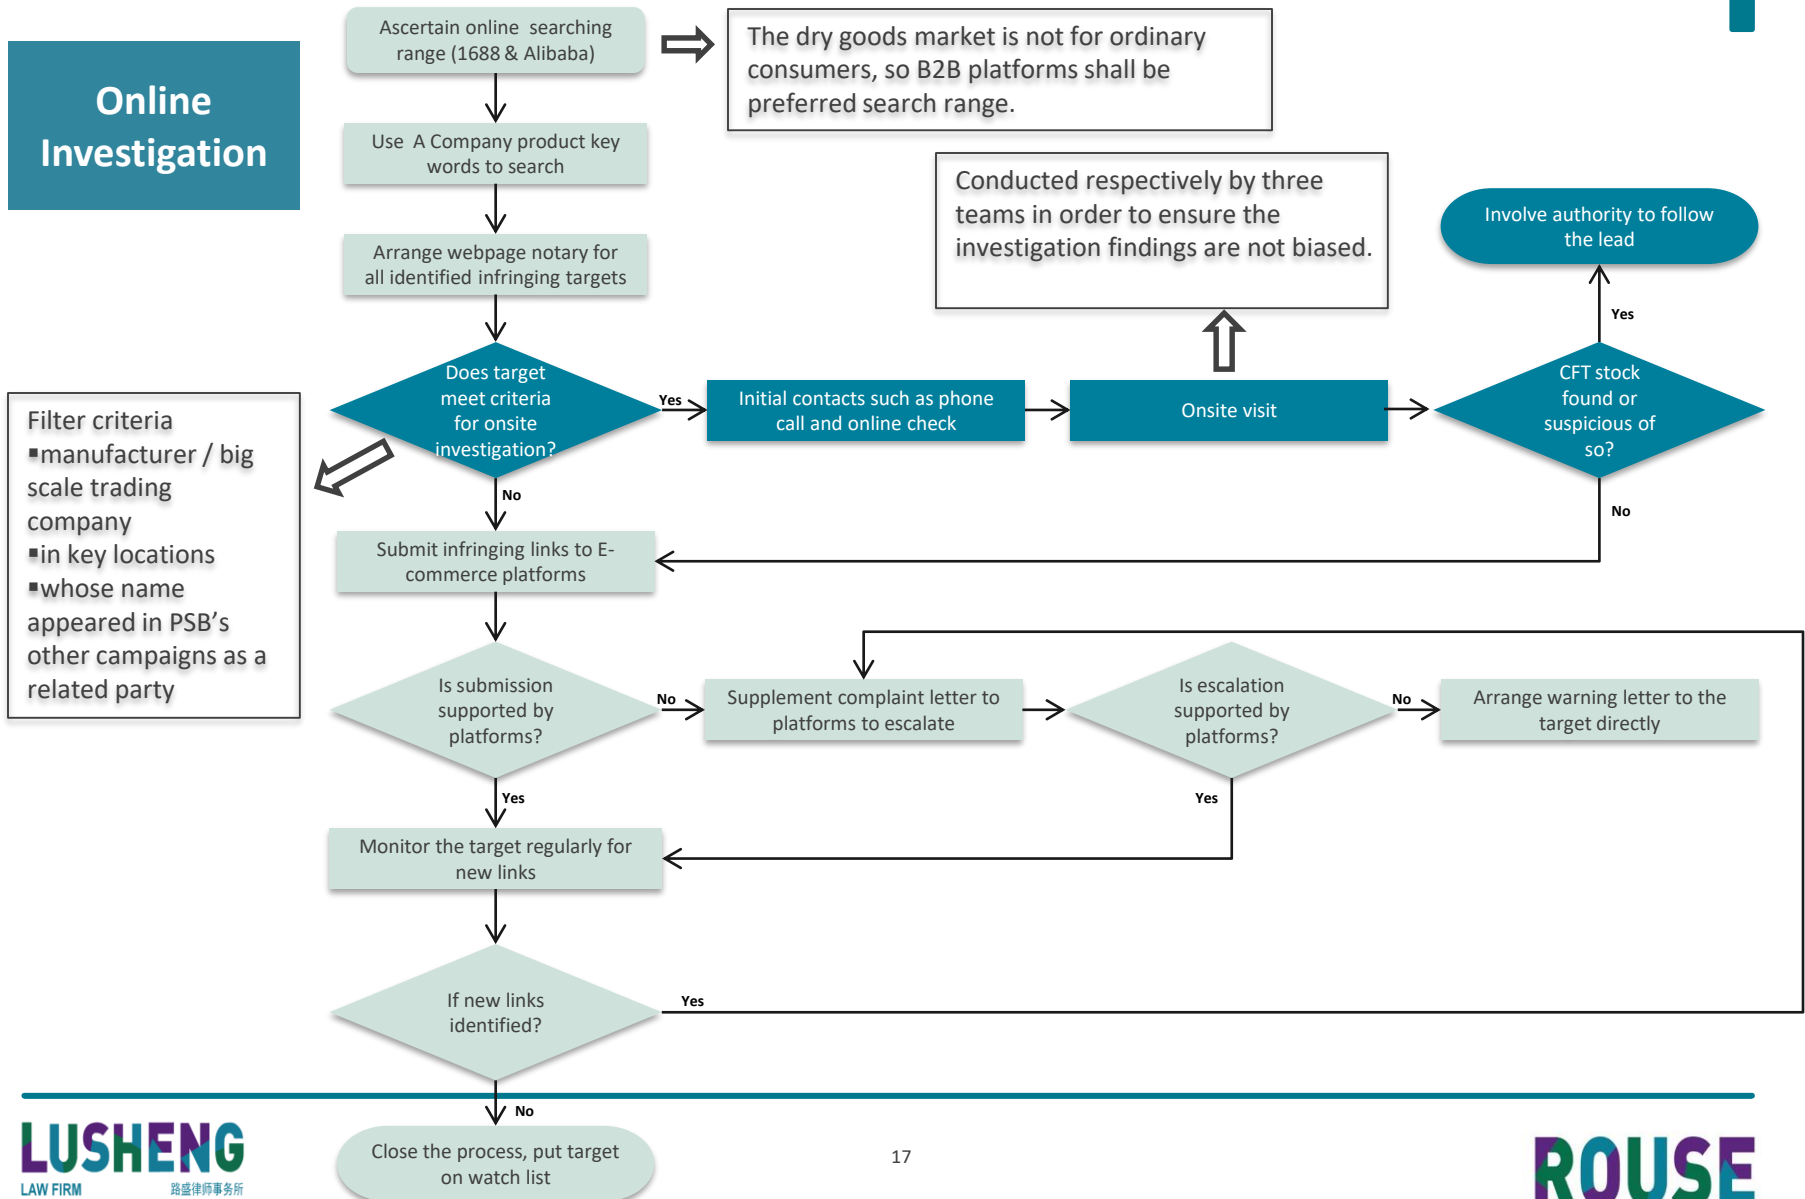 Online
Investigation
Ascertain online searching
range (1688 & Alibaba)
The dry goods market is not for ordinary
consumers, so B2B platforms shall be
preferred search range.
Use A Company product key
words to search
Arrange webpage notary for
all identified infringing targets
Conducted respectively by three
teams in order to ensure the
investigation findings are not biased.
Involve authority to follow
the lead
Yes
Does target
meet criteria
for onsite
investigation?
Yes
Initial contacts such as phone
call and online check
Onsite visit
CFT stock
found or
suspicious of
so?
No
No
Filter criteria
▪manufacturer / big
scale trading
company
▪in key locations
▪whose name
appeared in PSB’s
other campaigns as a
related party
Submit infringing links to E-
commerce platforms
Is submission
supported by
platforms?
No
Supplement complaint letter to
platforms to escalate
Is escalation
supported by
platforms?
No
Arrange warning letter to the
target directly
Yes
Yes
Monitor the target regularly for
new links
If new links
identified?
Yes
No
Close the process, put target
on watch list
LUSHENG
LAW FIRM 路盛律师事务所
17
ROUSE